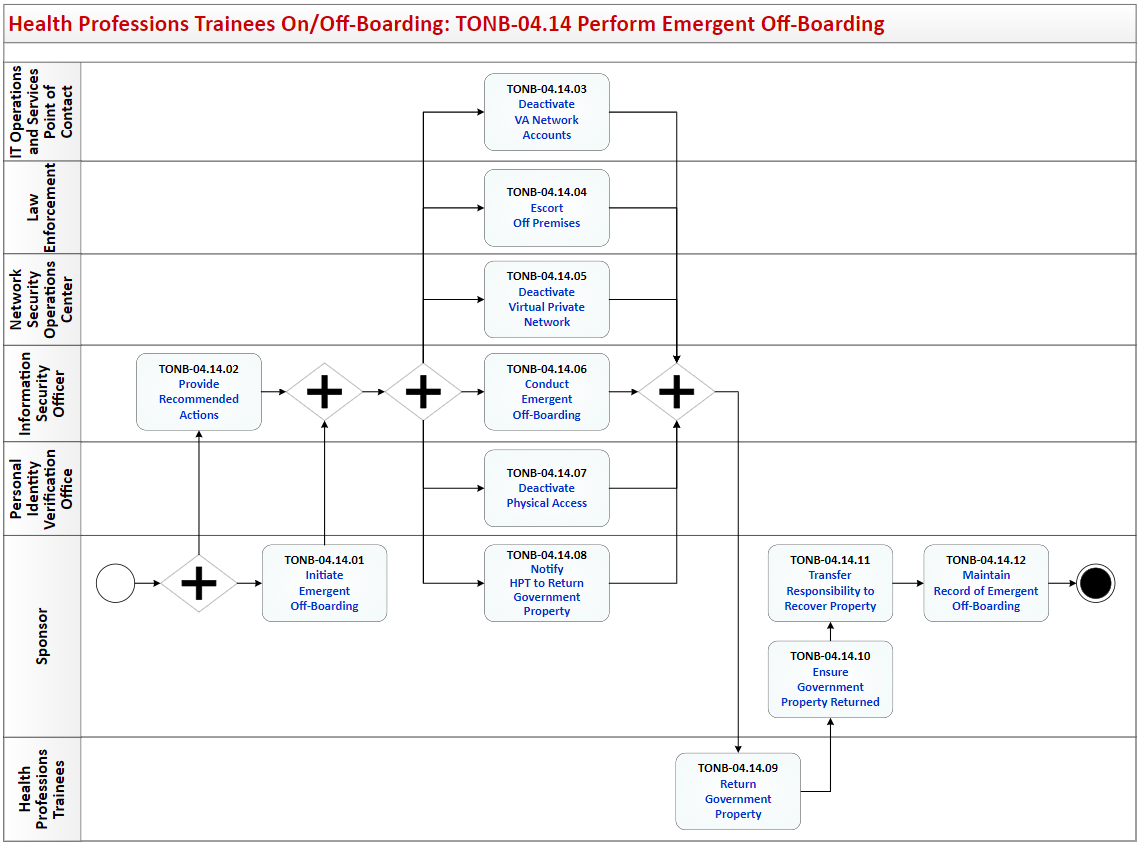 Health Professions Trainees On/Off-Boarding: TONB-04.14 Perform Emergent Off-Boarding
IT Operations
and Services
Point of
Contact
TONB-04.14.03
Deactivate
VA Network
Accounts
Law
Enforcement
TONB-04.14.04
Escort
Off Premises
Network
Security
Operations
Center
TONB-04.14.05
Deactivate
Virtual Private
Network
Information
Security
Officer
TONB-04.14.02
Provide
Recommended
Actions
TONB-04.14.06
Conduct
Emergent
Off-Boarding
Personal
Identity
Verification
Office
TONB-04.14.07
Deactivate
Physical Access
Sponsor
TONB-04.14.01
Initiate
Emergent
Off-Boarding
TONB-04.14.08
Notify
HPT to Return
Government
Property
TONB-04.14.11
Transfer
Responsibility to
Recover Property
TONB-04.14.12
Maintain
Record of Emergent
Off-Boarding
TONB-04.14.10
Ensure
Government
Property Returned
Health
Professions
Trainees
TONB-04.14.09
Return
Government
Property